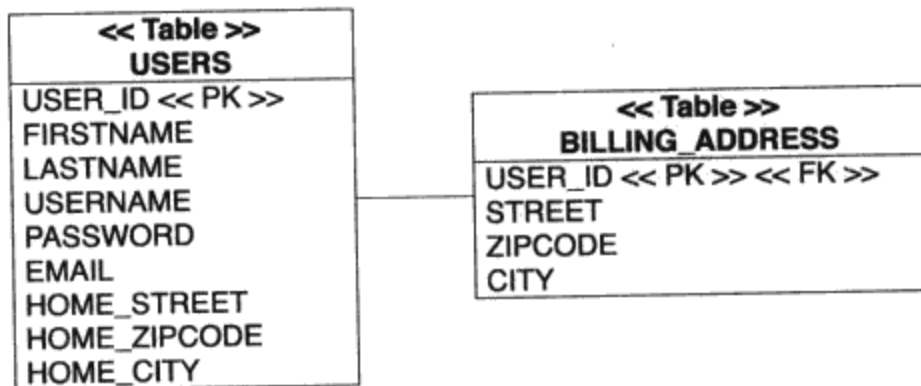 << Table >>
USERS
USER_ID << PK >>
FIRSTNAME
LASTNAME
USERNAME
PASSWORD
EMAIL
HOME_STREET
HOME_ZIPCODE
HOME_CITY
<< Table >>
BILLING_ADDRESS
USER_ID << PK >> << FK >>
STREET
ZIPCODE
CITY